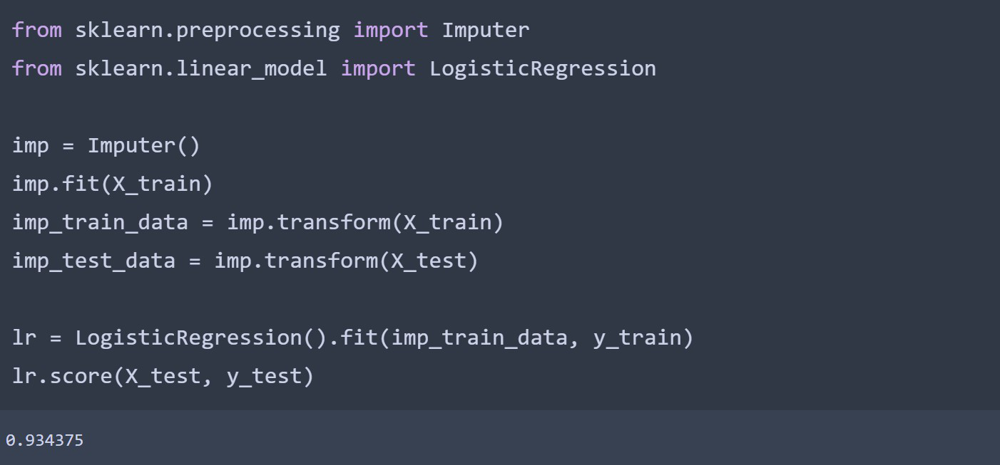 from sklearn.preprocessing import Imputer
from sklearn.linear_model import LogisticRegression
imp = Imputer()
imp.fit(X_train)
imp_train_data = imp.transform(X_train)
imp_test_data = imp.transform(X_test)
lr = LogisticRegression().fit(imp_train_data, y_train)
lr.score(X_test, y_test)
0.934375